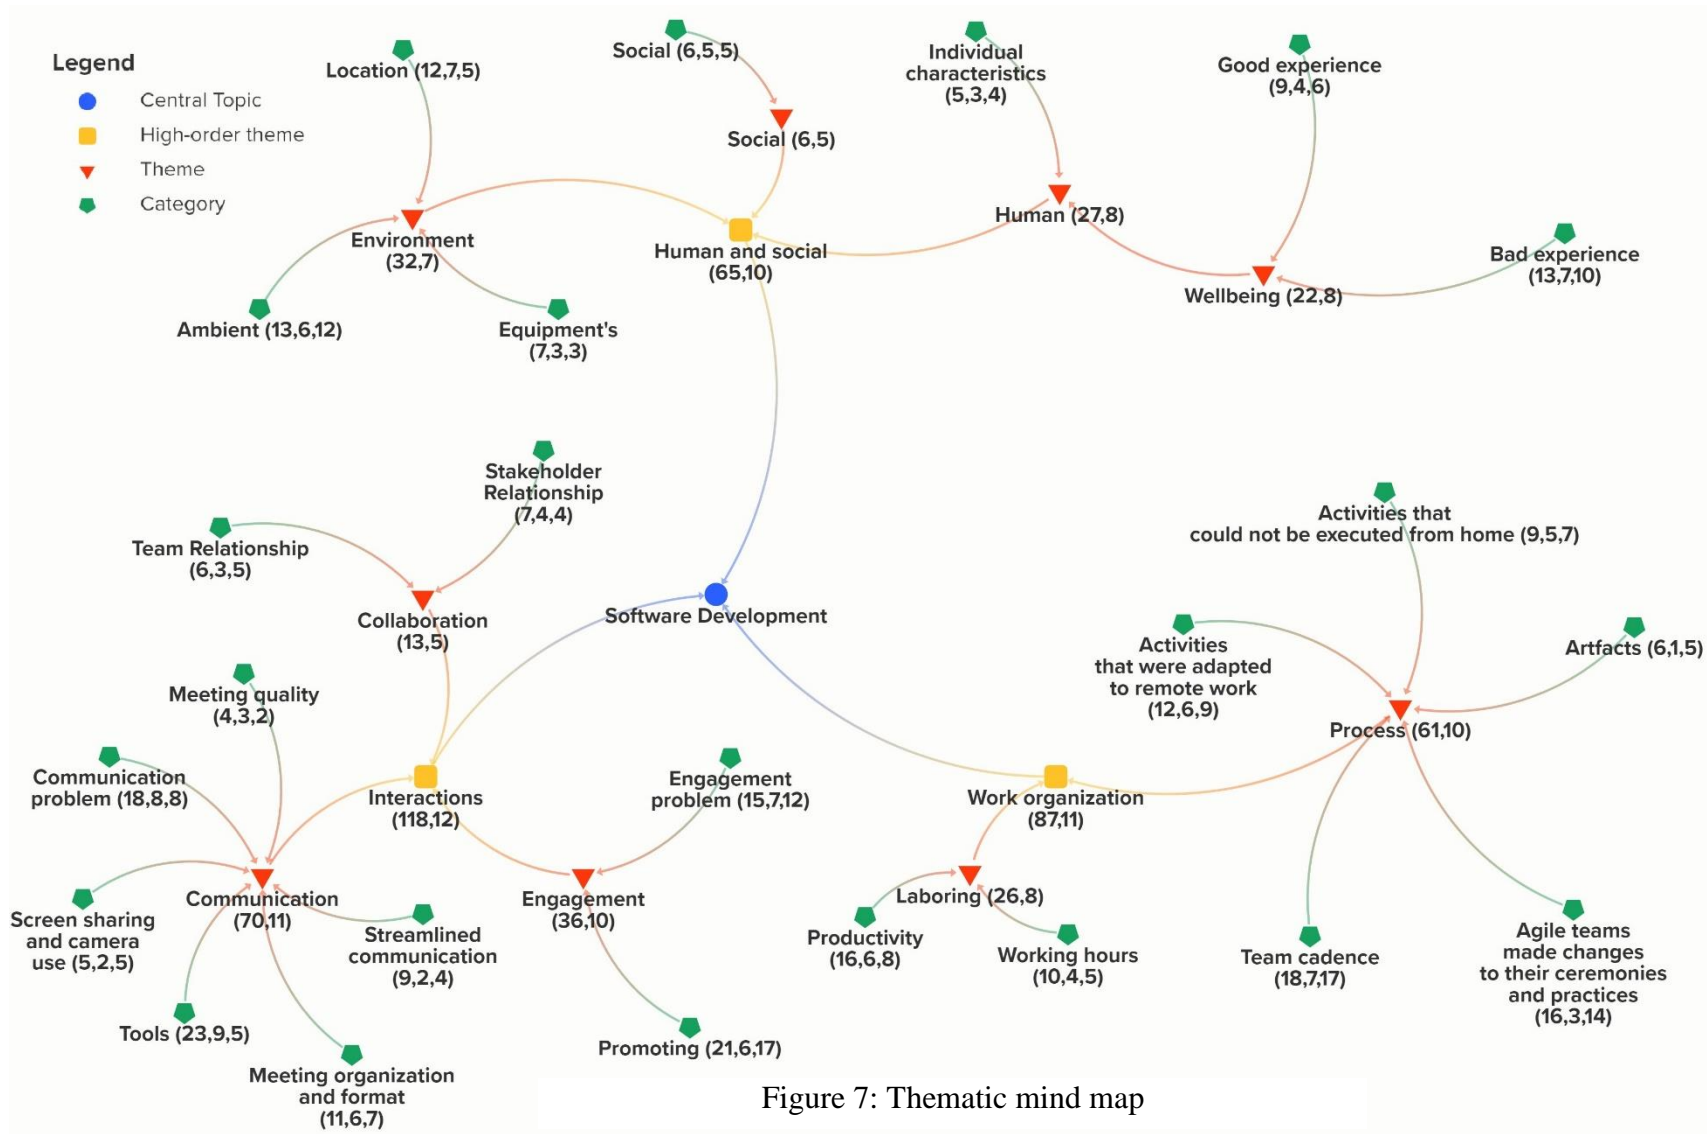 Legend
Central Topic
High-order theme
Theme
Category
Location (12,7,5)
Social (6,5,5)
Individual
characteristics
(5,3,4)
Good experience
(9,4,6)
Social (6,5)
Human (27,8)
Environment
(32,7)
Human and social
(65,10)
Bad experience
(13,7,10)
Wellbeing (22,8)
Ambient (13,6,12)
Equipment's
(7,3,3)
Stakeholder
Relationship
(7,4,4)
Team Relationship
(6,3,5)
Collaboration
(13,5)
Software Development
Activities that
could not be executed from home (9,5,7)
Activities
that were adapted
to remote work
(12,6,9)
Artfacts (6,1,5)
Process (61,10)
Meeting quality
(4,3,2)
Communication
problem (18,8,8)
Interactions
(118,12)
Engagement
problem (15,7,12)
Work organization
(87,11)
Communication
(70,11)
Engagement
(36,10)
Laboring (26,8)
Screen sharing
and camera
use (5,2,5)
Streamlined
communication
(9,2,4)
Productivity
(16,6,8)
Working hours
(10,4,5)
Team cadence
(18,7,17)
Agile teams
made changes
to their ceremonies
and practices
(16,3,14)
Tools (23,9,5)
Promoting (21,6,17)
Meeting organization
and format
(11,6,7)
Figure 7: Thematic mind map